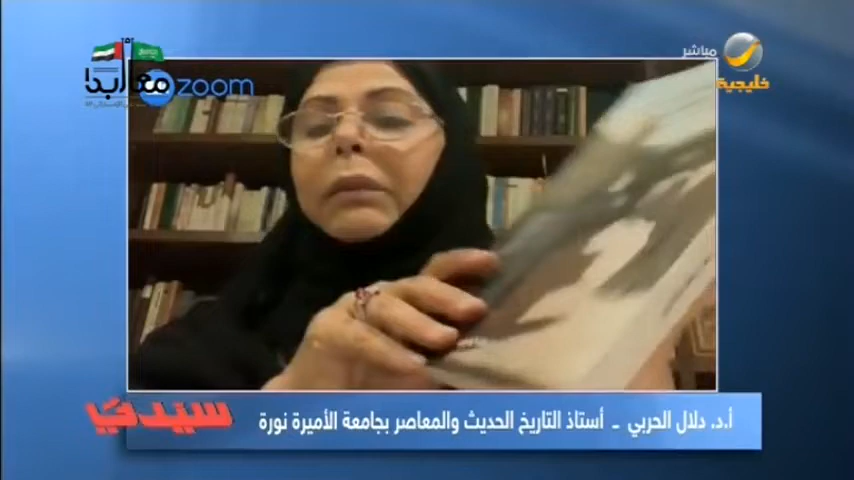 معاً أبداً
zoom
مباشر
خليجية
سيدتي
أ.د. دلال الحربي - أستاذ التاريخ الحديث والمعاصر بجامعة الأميرة نورة